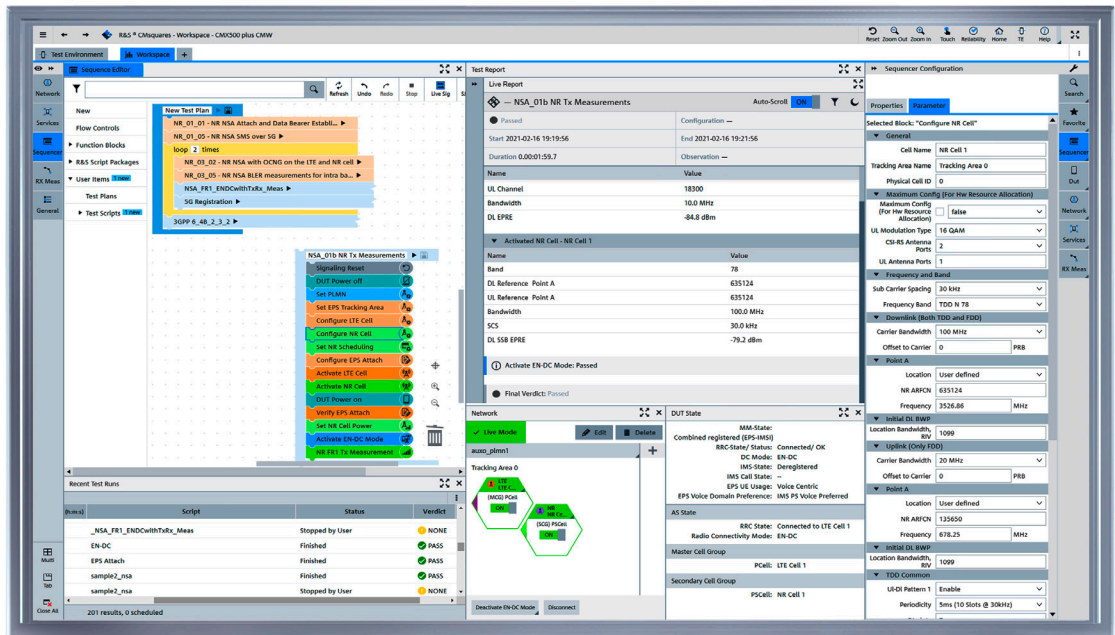 R&S ® CMsquares - Workspace - CMX500 plus CMW
Reset Zoom Out Zoom In Touch Reliability Home TE Help
Test Environment Workspace +
Network
Services
Sequencer
RX Meas
General
Multi
Tab
Close All
Sequence Editor
Refresh Undo Redo Stop Live Sig
New
Flow Controls
Function Blocks
R&S Script Packages
User Items 1 new
Test Plans
Test Scripts 1 new
New Test Plan
NR_01_01 - NR NSA Attach and Data Bearer Establi...
NR_01_05 - NR NSA SMS over 5G
loop 2 times
NR_03_02 - NR NSA with OCNG on the LTE and NR cell
NR_03_05 - NR NSA BLER measurements for intra ba...
NSA_FR1_ENDCwithTxRx_Meas
5G Registration
3GPP 6_4B_2_3_2
NSA_01b NR Tx Measurements
Signaling Reset
DUT Power off
Set PLMN
Set EPS Tracking Area
Configure LTE Cell
Configure NR Cell
Set NR Scheduling
Configure EPS Attach
Activate LTE Cell
Activate NR Cell
DUT Power on
Verify EPS Attach
Set NR Cell Power
Activate EN-DC Mode
NR FR1 TX Measurement
Recent Test Runs
(h:m:s) Script Status Verdict
_NSA_FR1_ENDCwithTxRx_Meas Stopped by User NONE
EN-DC Finished PASS
EPS Attach Finished PASS
sample2_nsa Finished PASS
sample2_nsa Stopped by User NONE
201 results, 0 scheduled
Test Report
Live Report
— NSA_01b NR Tx Measurements Auto-Scroll ON
Passed Configuration —
Start 2021-02-16 19:19:56 End 2021-02-16 19:21:56
Duration 0.00:01:59.7 Observation —
Name Value
UL Channel 18300
Bandwidth 10.0 MHz
DL EPRE -84.8 dBm
Activated NR Cell - NR Cell 1
Name Value
Band 78
DL Reference Point A 635124
UL Reference Point A 635124
Bandwidth 100.0 MHz
SCS 30.0 kHz
DL SSB EPRE -79.2 dBm
Activate EN-DC Mode: Passed
Final Verdict: Passed
Network
Live Mode Edit Delete
auxo_plmn1 +
Tracking Area 0
LTE
LTE C...
(MCG) PCell
ON
NR
NR Ce...
(SCG) PSCell
ON
Deactivate EN-DC Mode Disconnect
DUT State
MM-State:
Combined registered (EPS-IMSI)
RRC-State/ Status: Connected/ OK
DC Mode: EN-DC
IMS-State: Deregistered
IMS Call State: --
EPS UE Usage: Voice Centric
EPS Voice Domain Preference: IMS PS Voice Preferred
AS State
RRC State: Connected to LTE Cell 1
Radio Connectivity Mode: EN-DC
Master Cell Group
PCell: LTE Cell 1
Secondary Cell Group
PSCell: NR Cell 1
Sequencer Configuration
Properties Parameter
Selected Block: "Configure NR Cell"
General
Cell Name NR Cell 1
Tracking Area Name Tracking Area 0
Physical Cell ID 0
Maximum Config (For Hw Resource Allocation)
Maximum Config
(For Hw Resource false
Allocation)
UL Modulation Type 16 QAM
CSI-RS Antenna
Ports 2
UL Antenna Ports 1
Frequency and Band
Sub Carrier Spacing 30 kHz
Frequency Band TDD N 78
Downlink (Both TDD and FDD)
Carrier Bandwidth 100 MHz
Offset to Carrier 0 PRB
Point A
Location User defined
NR ARFCN 635124
Frequency 3526.86 MHz
Initial DL BWP
Location Bandwidth,
RIV 1099
Uplink (Only FDD)
Carrier Bandwidth 20 MHz
Offset to Carrier 0 PRB
Point A
Location User defined
NR ARFCN 135650
Frequency 678.25 MHz
Initial DL BWP
Location Bandwidth,
RIV 1099
TDD Common
Ul-Dl Pattern 1 Enable
Periodicity 5ms (10 Slots @ 30kHz)
Search
Favorite
Sequencer
Dut
Network
Services
RX Meas